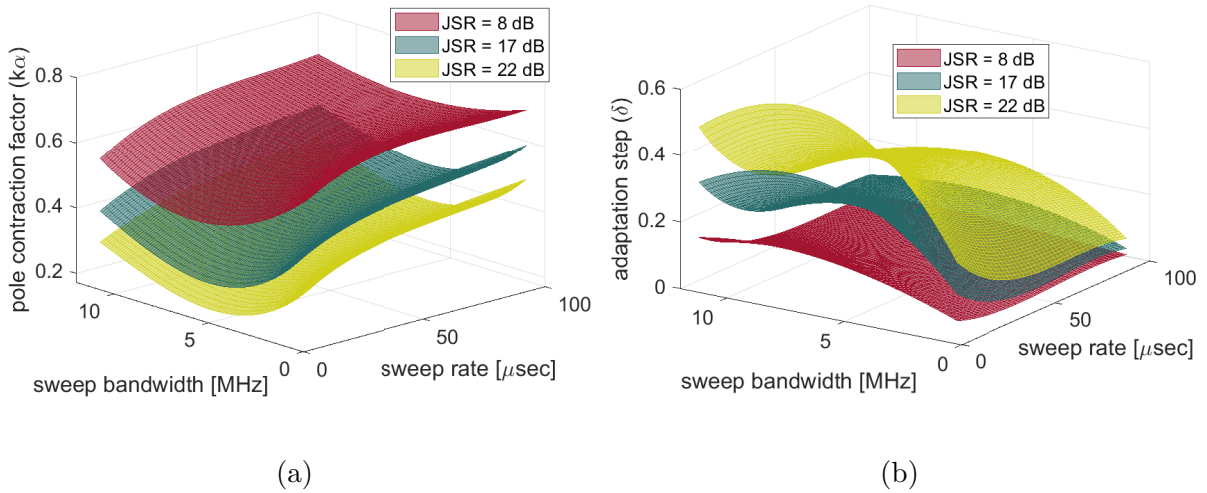 JSR = 8 dB
JSR = 17 dB
JSR = 22 dB
pole contraction factor (kα)
0.8
0.6
0.4
0.2
10
5
0
0
50
100
sweep bandwidth [MHz]
sweep rate [μsec]
(a)
JSR = 8 dB
JSR = 17 dB
JSR = 22 dB
adaptation step (δ)
0.6
0.4
0.2
0
10
5
0
0
50
100
sweep bandwidth [MHz]
sweep rate [μsec]
(b)